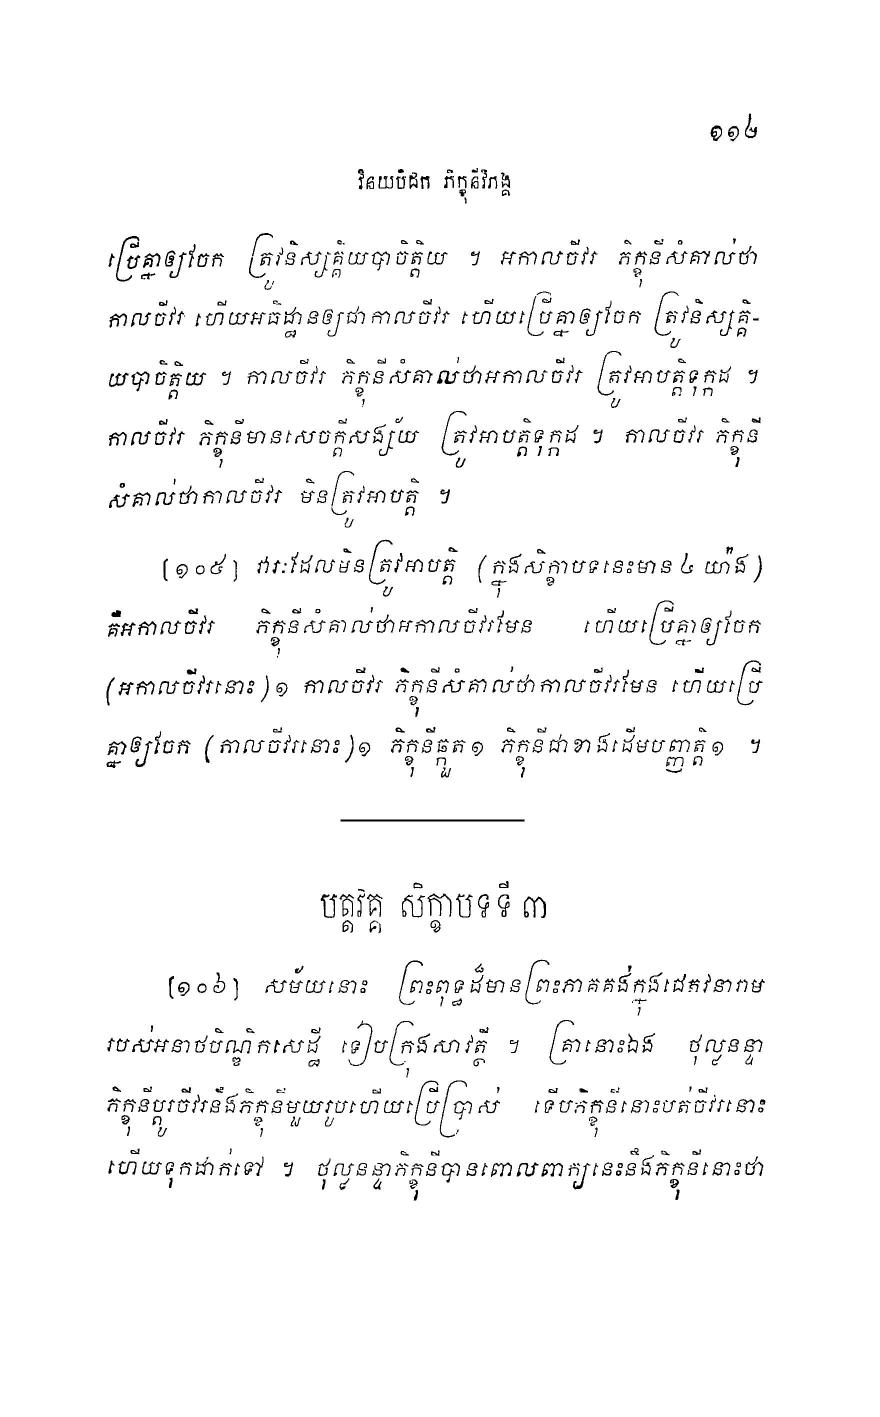 ១១៤
វិនយបិដក ភិក្ខុនីវិភង្គ
ប្រើគ្នាឲ្យចែក ត្រូវនិស្សគ្គិយបាចិត្តិយ ។ អកាលចីវរ ភិក្ខុនីសំគាល់ថា
កាលចីវរ ហើយអធិដ្ឋានឲ្យជាកាលចីវរ ហើយប្រើគ្នាឲ្យចែក ត្រូវនិស្សគ្គិ-
យបាចិត្តិយ ។ កាលចីវរ ភិក្ខុនីសំគាល់ថាអកាលចីវរ ត្រូវអាបត្តិទុក្កដ ។
កាលចីវរ ភិក្ខុនីមានសេចក្តីសង្ស័យ ត្រូវអាបត្តិទុក្កដ ។ កាលចីវរ ភិក្ខុនី
សំគាល់ថាកាលចីវរ មិនត្រូវអាបត្តិ ។
[១០៥] វារៈដែលមិនត្រូវអាបត្តិ (ក្នុងសិក្ខាបទនេះមាន ៤ យ៉ាង)
គឺអកាលចីវរ ភិក្ខុនីសំគាល់ថាអកាលចីវរមែន ហើយប្រើគ្នាឲ្យចែក
(អកាលចីវរនោះ)១ កាលចីវរ ភិក្ខុនីសំគាល់ថាកាលចីវរមែន ហើយប្រើ
គ្នាឲ្យចែក (កាលចីវរនោះ)១ ភិក្ខុនីឆ្កួត១ ភិក្ខុនីជាខាងដើមបញ្ញត្តិ១ ។
បត្តវគ្គ សិក្ខាបទទី ៣
[១០៦] សម័យនោះ ព្រះពុទ្ធដ៏មានព្រះភាគគង់ក្នុងជេតវនារាម
របស់អនាថបិណ្ឌិកសេដ្ឋី ទៀបក្រុងសាវត្ថី ។ គ្រានោះឯង ថុល្លនន្ទា
ភិក្ខុនីប្តូរចីវរនឹងភិក្ខុនីមួយរូបហើយប្រើប្រាស់ ទើបភិក្ខុនីនោះបត់ចីវរនោះ
ហើយទុកដាក់ទៅ ។ ថុល្លនន្ទាភិក្ខុនីបានពោលពាក្យនេះនឹងភិក្ខុនីនោះថា